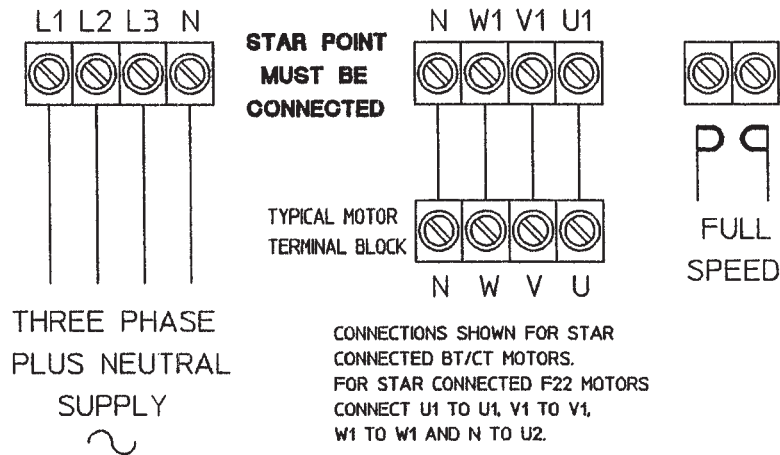 L1 L2 L3 N
STAR POINT
MUST BE
CONNECTED
N W1 V1 U1
TYPICAL MOTOR
TERMINAL BLOCK
N W V U
FULL
SPEED
THREE PHASE
PLUS NEUTRAL
SUPPLY
CONNECTIONS SHOWN FOR STAR
CONNECTED BT/CT MOTORS.
FOR STAR CONNECTED F22 MOTORS
CONNECT U1 TO U1, V1 TO V1,
W1 TO W1 AND N TO U2.